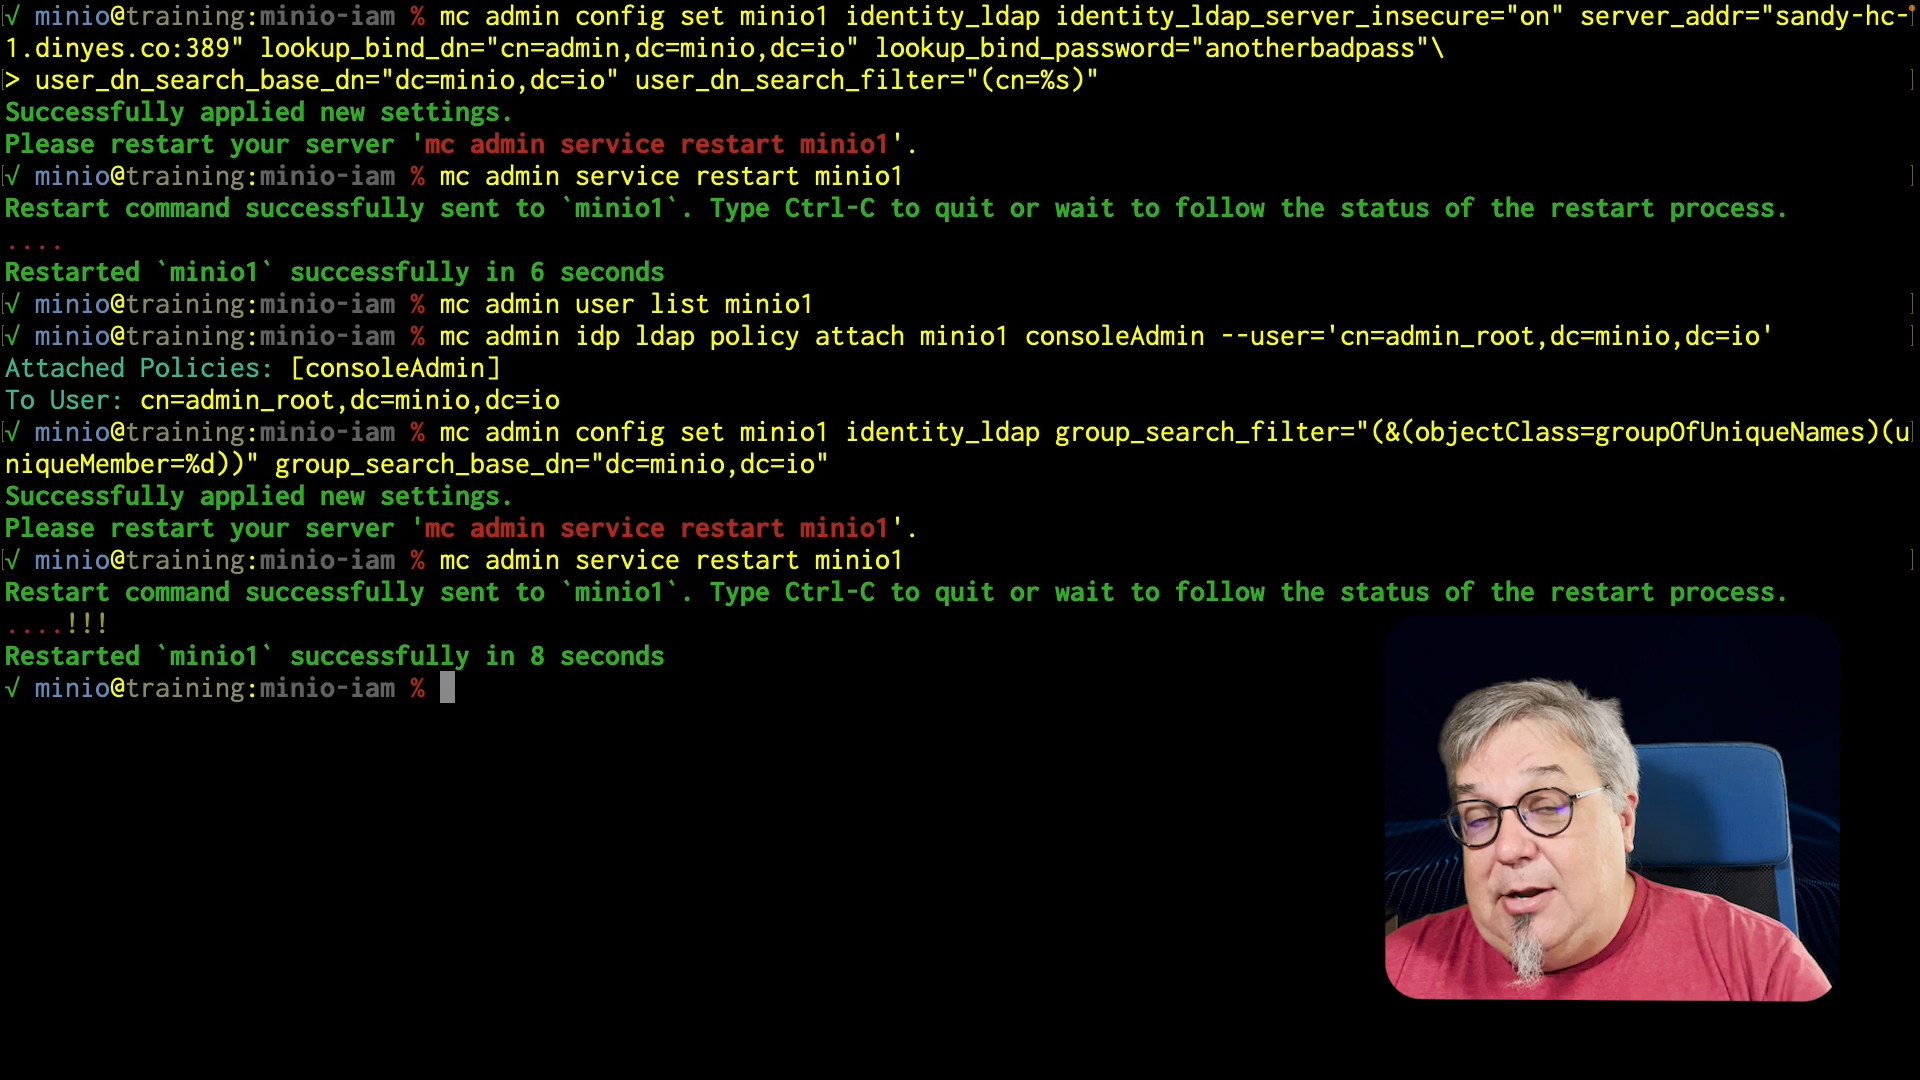 √ minio@training:minio-iam % mc admin config set minio1 identity_ldap identity_ldap_server_insecure="on" server_addr="sandy-hc-
1.dinyes.co:389" lookup_bind_dn="cn=admin,dc=minio,dc=io" lookup_bind_password="anotherbadpass"\
> user_dn_search_base_dn="dc=minio,dc=io" user_dn_search_filter="(cn=%s)"
Successfully applied new settings.
Please restart your server 'mc admin service restart minio1'.
√ minio@training:minio-iam % mc admin service restart minio1
Restart command successfully sent to `minio1`. Type Ctrl-C to quit or wait to follow the status of the restart process.
....
Restarted `minio1` successfully in 6 seconds
√ minio@training:minio-iam % mc admin user list minio1
√ minio@training:minio-iam % mc admin idp ldap policy attach minio1 consoleAdmin --user='cn=admin_root,dc=minio,dc=io'
Attached Policies: [consoleAdmin]
To User: cn=admin_root,dc=minio,dc=io
√ minio@training:minio-iam % mc admin config set minio1 identity_ldap group_search_filter="(&(objectClass=groupOfUniqueNames)(u
niqueMember=%d))" group_search_base_dn="dc=minio,dc=io"
Successfully applied new settings.
Please restart your server 'mc admin service restart minio1'.
√ minio@training:minio-iam % mc admin service restart minio1
Restart command successfully sent to `minio1`. Type Ctrl-C to quit or wait to follow the status of the restart process.
....!!!
Restarted `minio1` successfully in 8 seconds
√ minio@training:minio-iam %